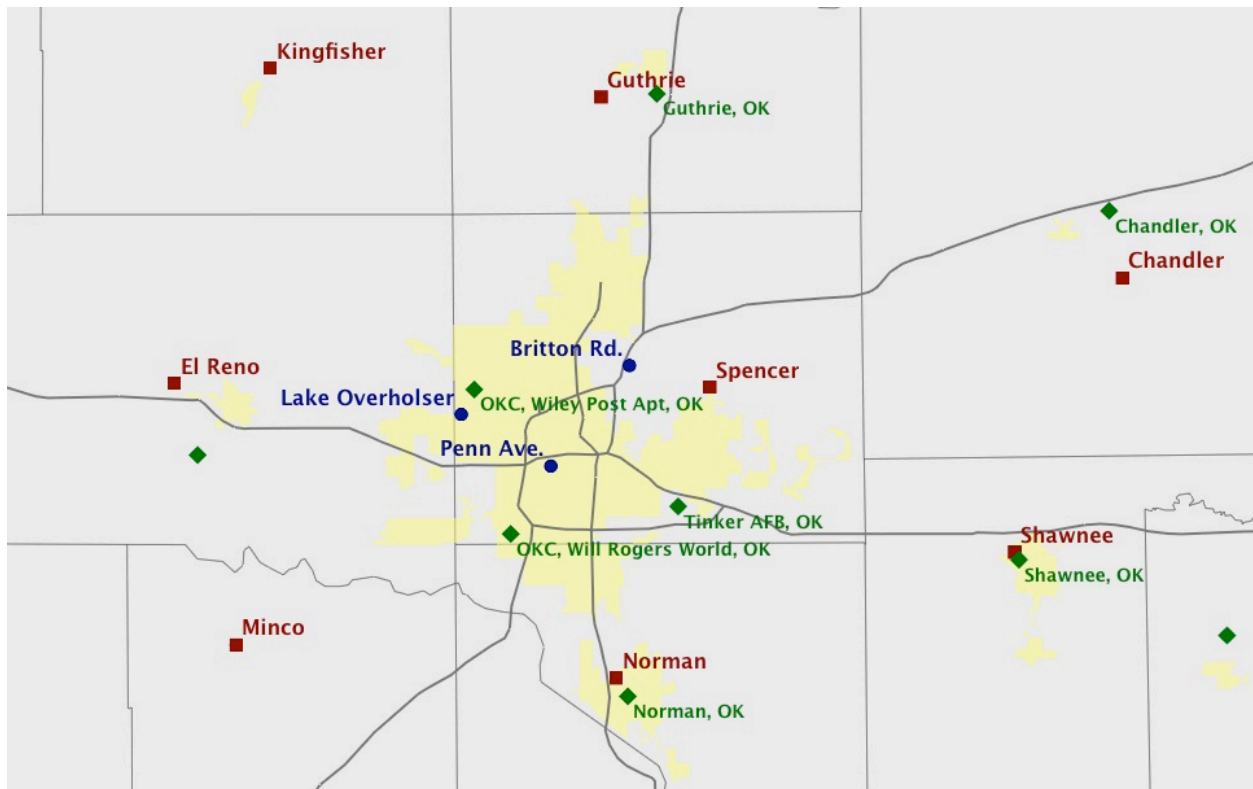 Kingfisher
Guthrie
Guthrie, OK
Chandler, OK
Chandler
Britton Rd.
El Reno
Spencer
Lake Overholser
OKC, Wiley Post Apt, OK
Penn Ave.
Tinker AFB, OK
Shawnee
OKC, Will Rogers World, OK
Shawnee, OK
Minco
Norman
Norman, OK